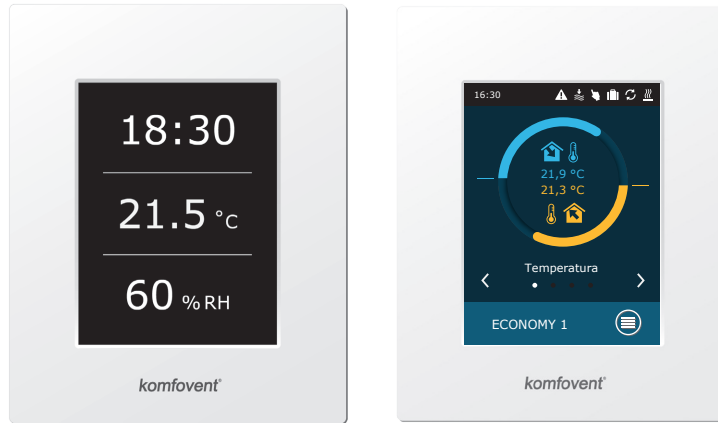 18:30
21.5 °C
60 % RH
komfovent®
16:30
21,9 °C
21,3 °C
Temperatura
ECONOMY 1
komfovent®